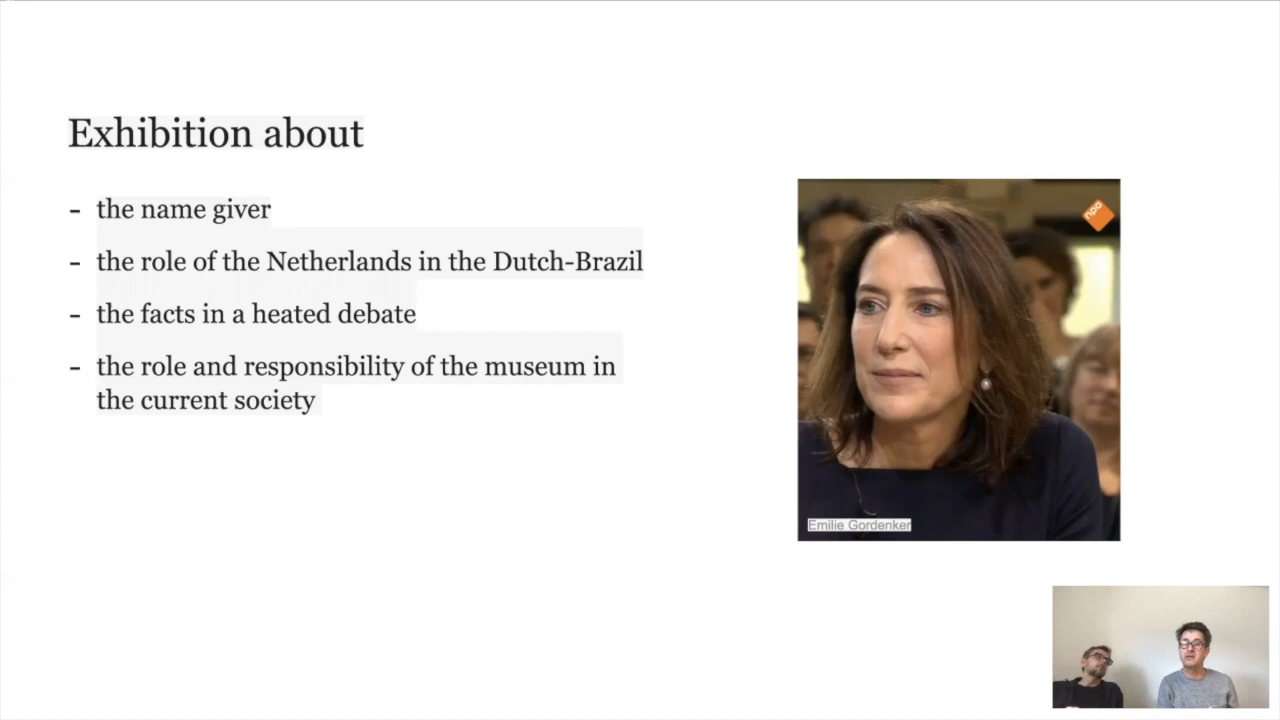 Exhibition about
- the name giver
- the role of the Netherlands in the Dutch-Brazil
- the facts in a heated debate
- the role and responsibility of the museum in
the current society
npo
Emilie Gordenker